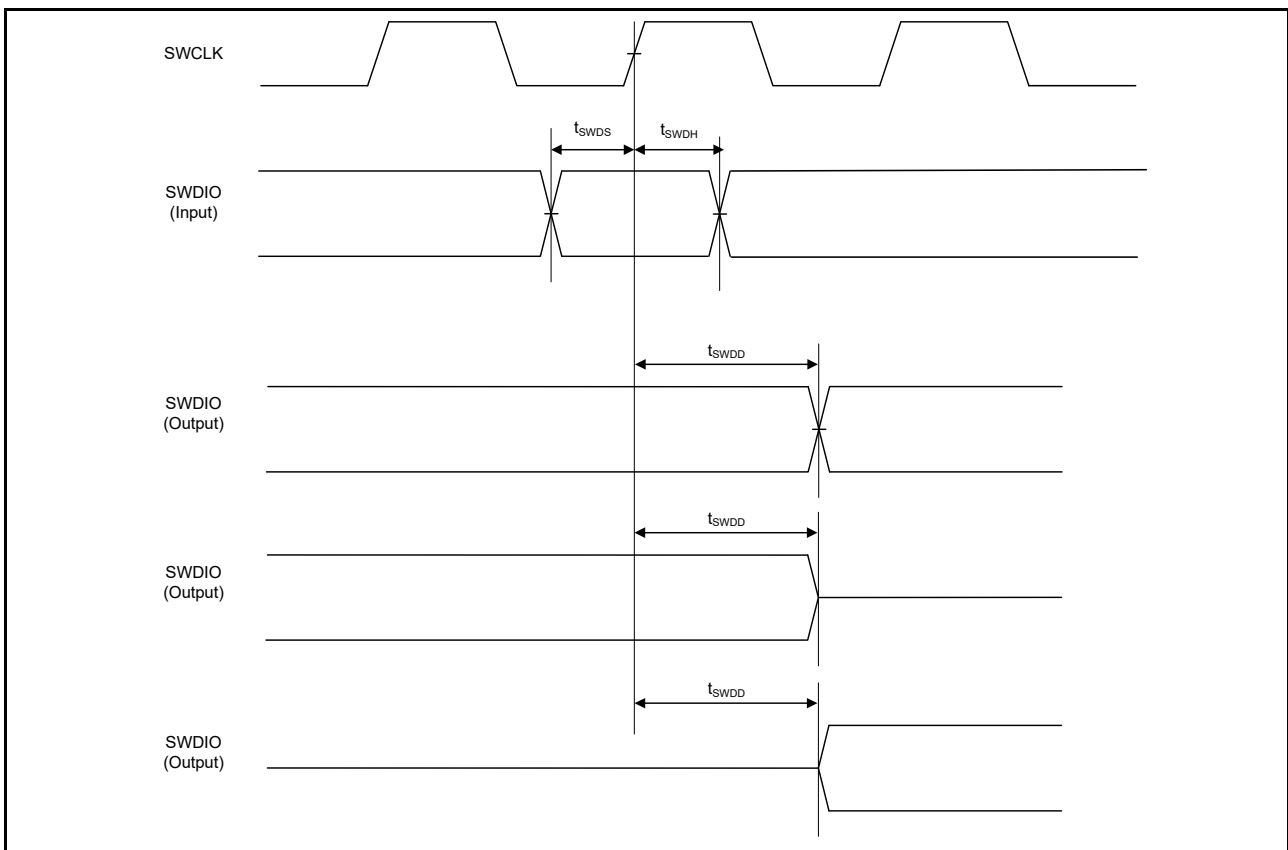 SWCLK
tSWDS
tSWDH
SWDIO
(Input)
tSWDD
SWDIO
(Output)
tSWDD
SWDIO
(Output)
tSWDD
SWDIO
(Output)